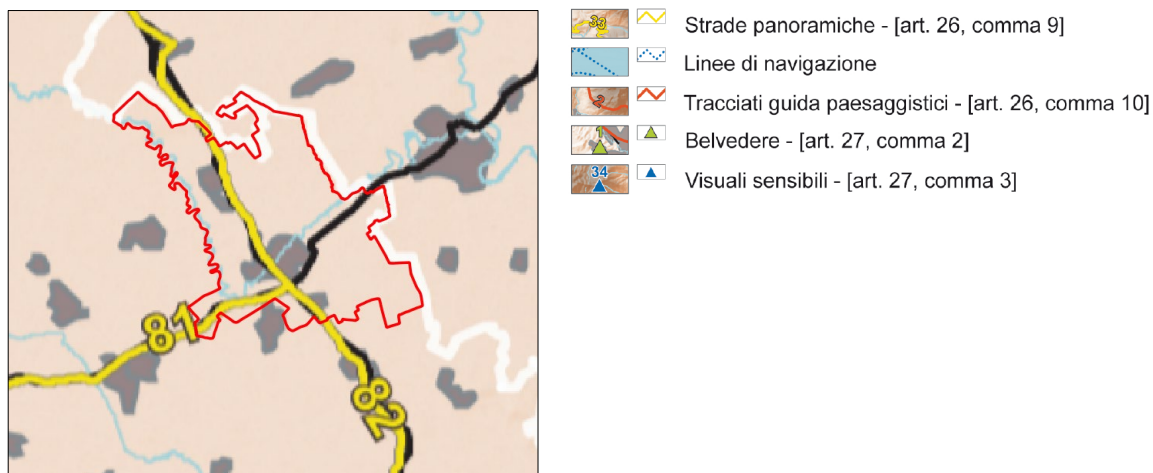 81
82
33 Strade panoramiche - [art. 26, comma 9]
Linee di navigazione
2 Tracciati guida paesaggistici - [art. 26, comma 10]
1 Belvedere - [art. 27, comma 2]
34 Visuali sensibili - [art. 27, comma 3]